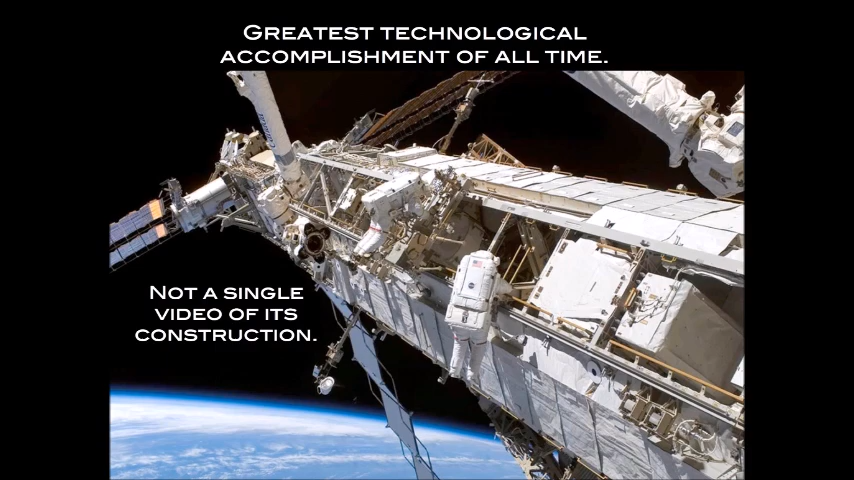 Greatest technological
accomplishment of all time.
Not a single
video of its
construction.